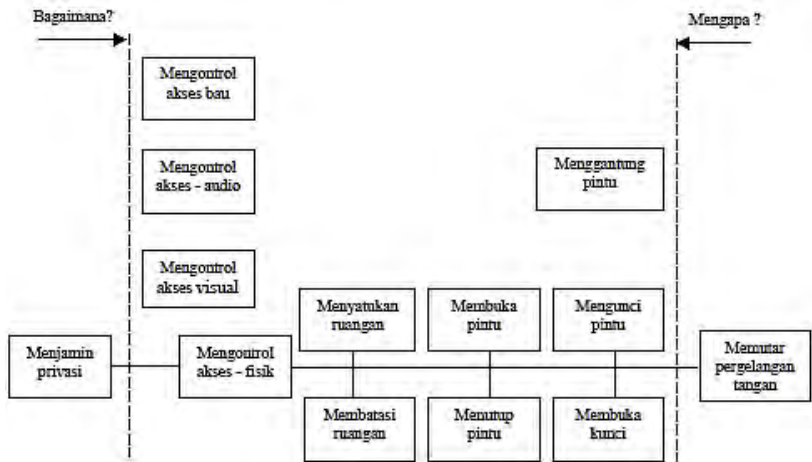 Bagaimana?
Mengapa ?
Mengontrol
akses bau
Mengontrol
akses - audio
Menggantung
pintu
Mengontrol
akses visual
Menyatukan
ruangan
Membuka
pintu
Mengunci
pintu
Menjamin
privasi
Mengontrol
akses - fisik
Memutar
pergelangan
tangan
Membatasi
ruangan
Menutup
pintu
Membuka
kunci